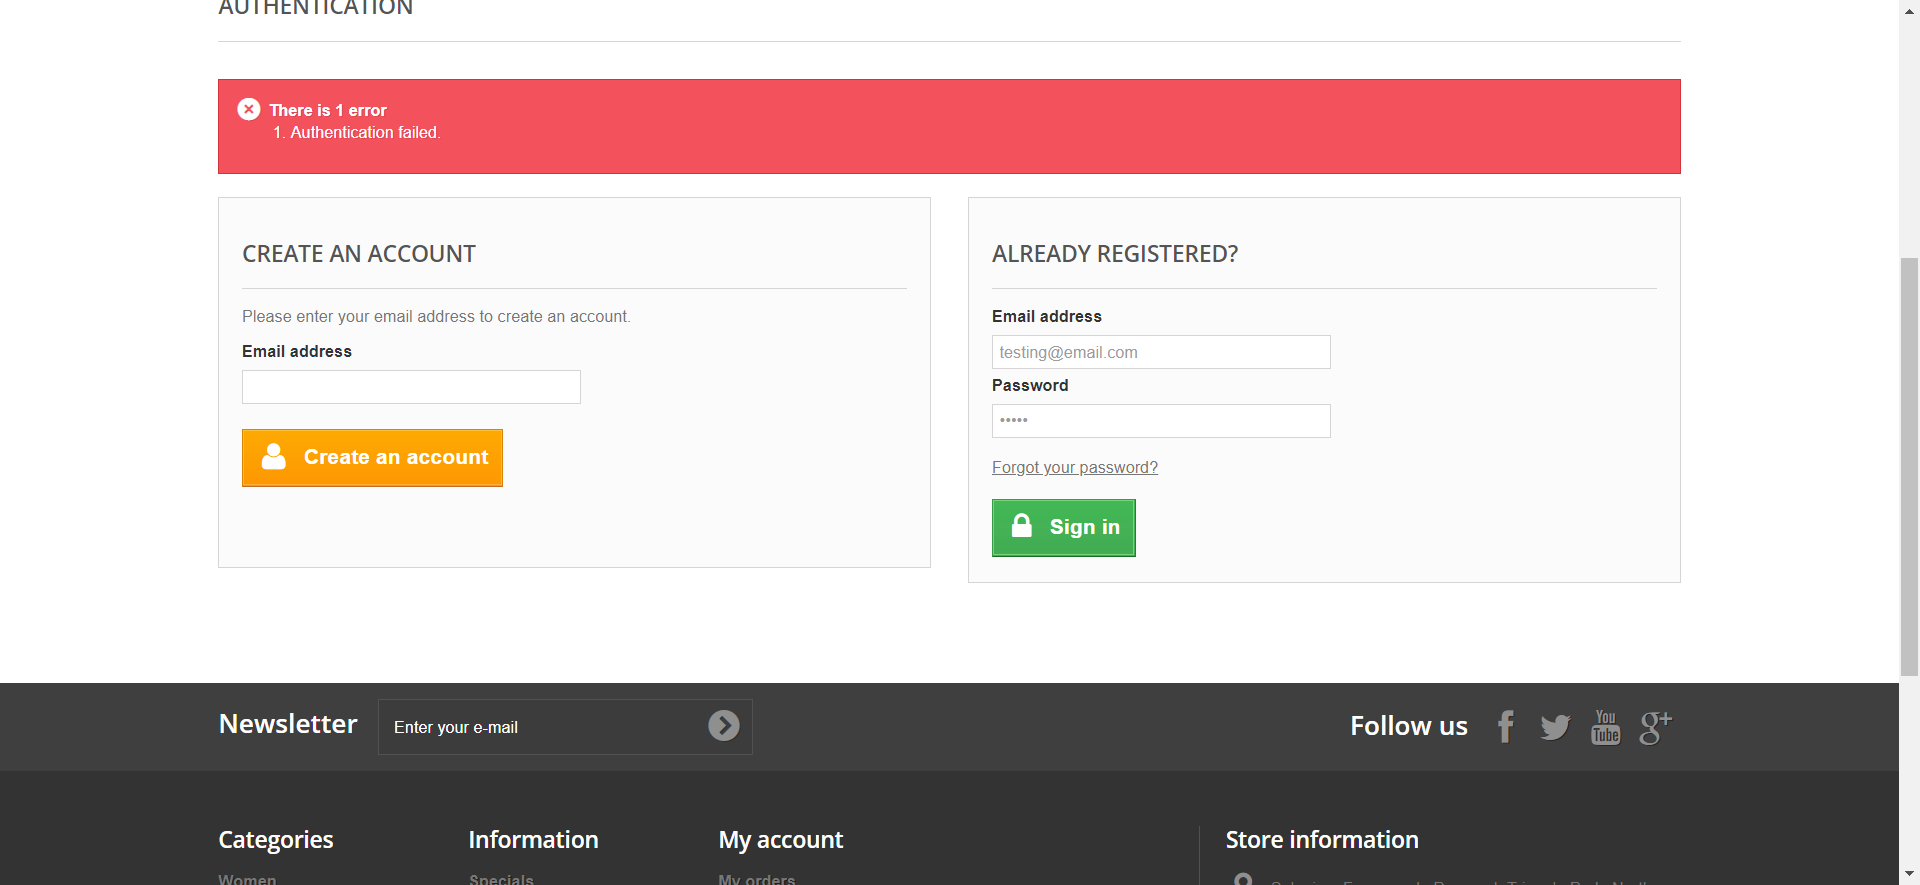 AUTHENTICATION
There is 1 error
1. Authentication failed.
CREATE AN ACCOUNT
Please enter your email address to create an account.
Email address
Create an account
ALREADY REGISTERED?
Email address
testing@email.com
Password
•••••
Forgot your password?
Sign in
Newsletter
Enter your e-mail
Follow us
You
Tube
g+
Categories
Information
My account
Store information
Women
Specials
My orders